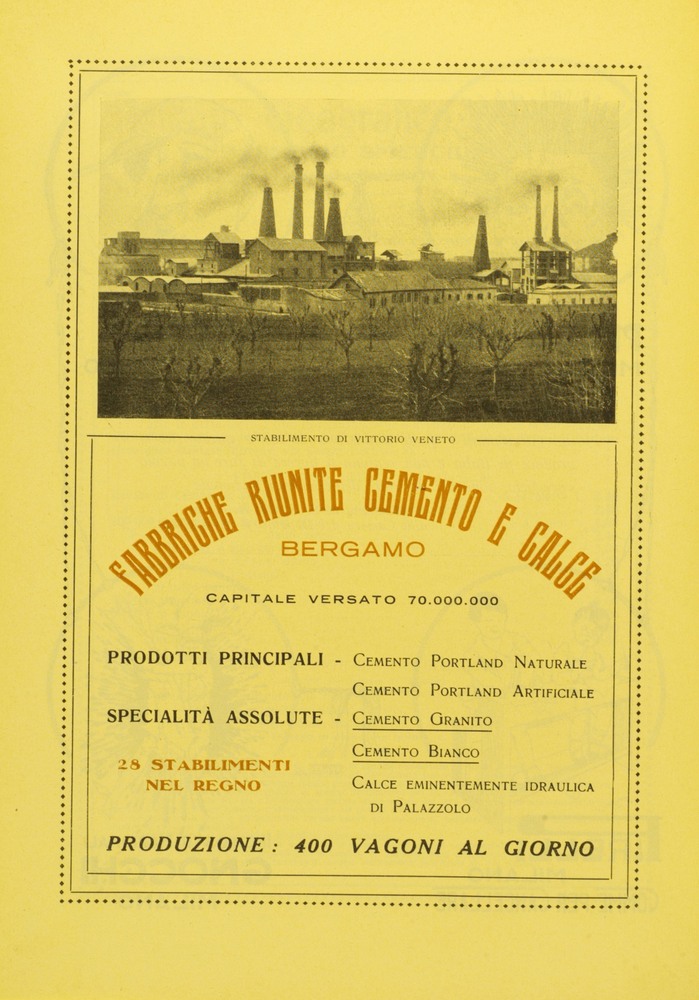 STABILIMENTO DI VITTORIO VENETO
FABBRICHE RIUNITE CEMENTO E CALCE
BERGAMO
CAPITALE VERSATO 70.000.000
PRODOTTI PRINCIPALI - CEMENTO PORTLAND NATURALE
CEMENTO PORTLAND ARTIFICIALE
SPECIALITÀ ASSOLUTE - CEMENTO GRANITO
CEMENTO BIANCO
28 STABILIMENTI
NEL REGNO
CALCE EMINENTEMENTE IDRAULICA
DI PALAZZOLO
PRODUZIONE: 400 VAGONI AL GIORNO